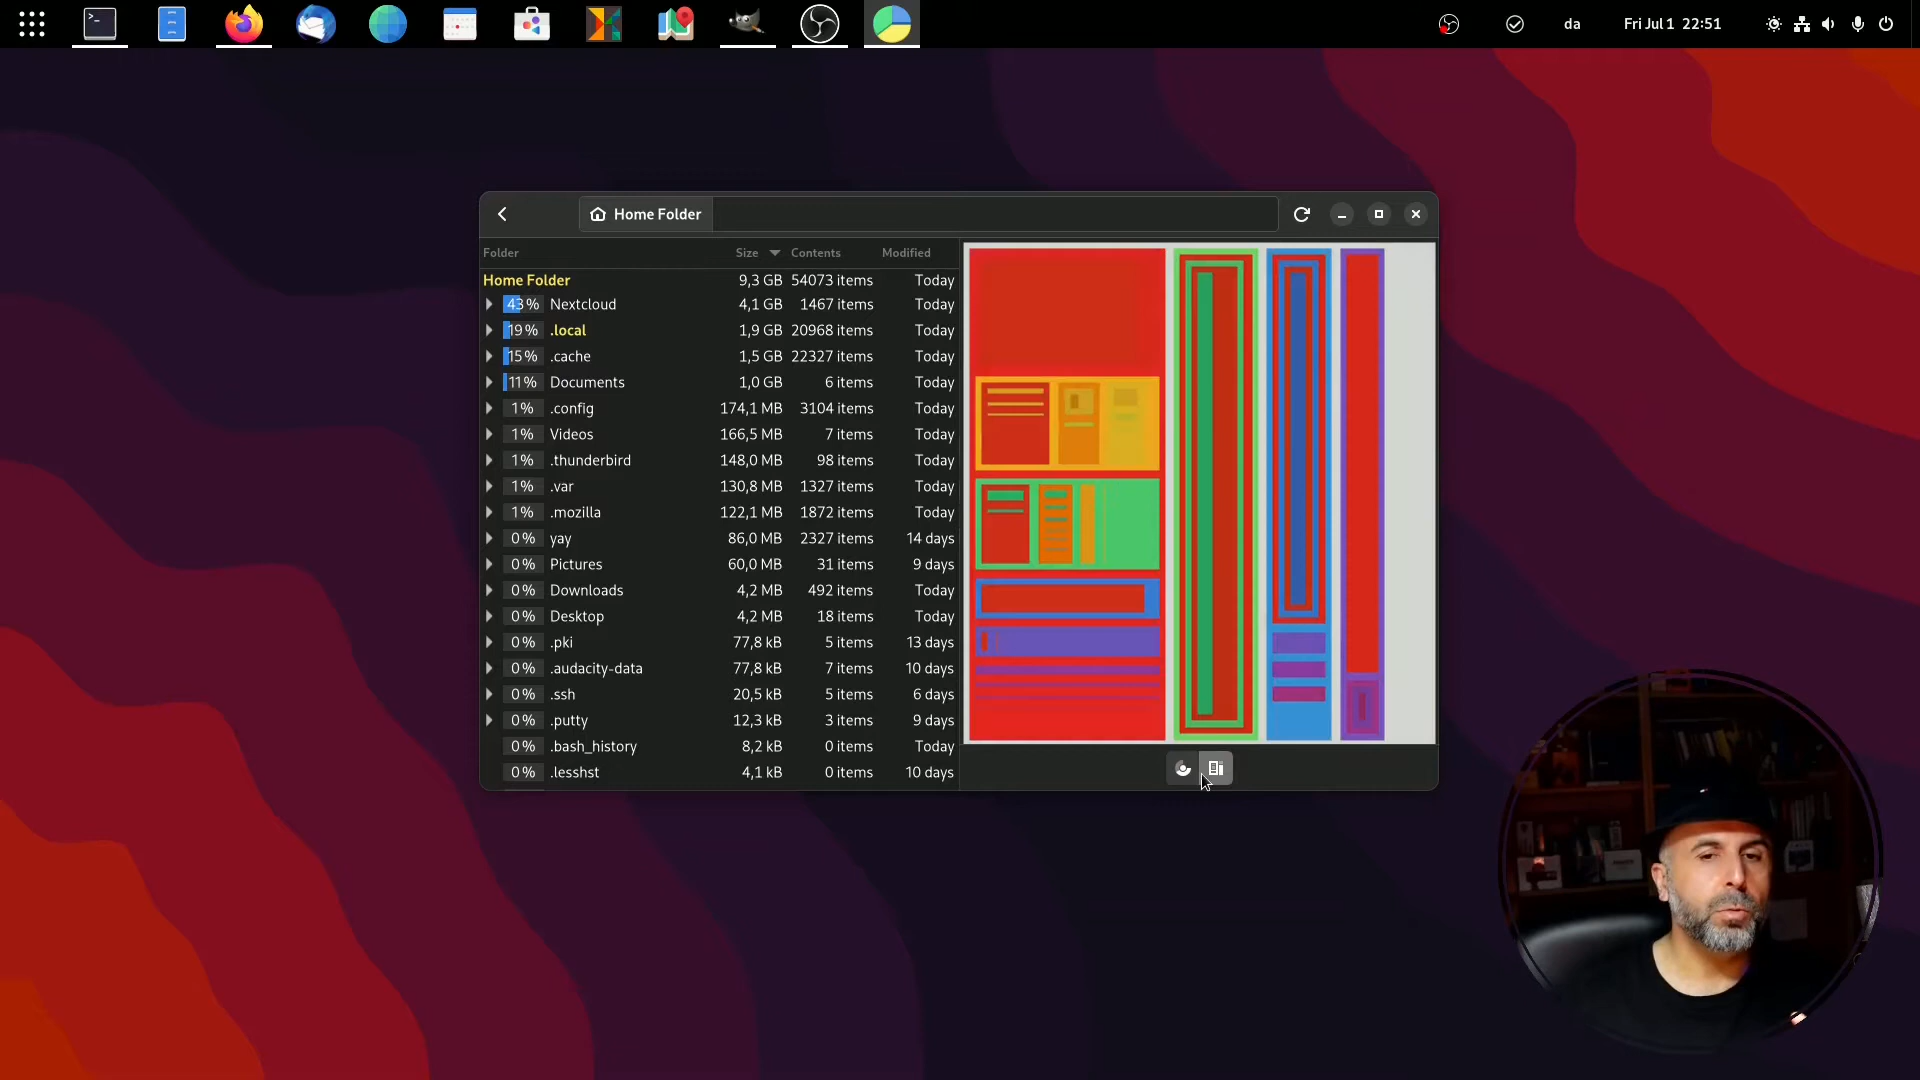 da
Fri Jul 1 22:51
Home Folder
Folder Size Contents Modified
Home Folder 9,3 GB 54073 items Today
43% Nextcloud 4,1 GB 1467 items Today
19% .local 1,9 GB 20968 items Today
15% .cache 1,5 GB 22327 items Today
11% Documents 1,0 GB 6 items Today
1% .config 174,1 MB 3104 items Today
1% Videos 166,5 MB 7 items Today
1% .thunderbird 148,0 MB 98 items Today
1% .var 130,8 MB 1327 items Today
1% .mozilla 122,1 MB 1872 items Today
0% yay 86,0 MB 2327 items 14 days
0% Pictures 60,0 MB 31 items 9 days
0% Downloads 4,2 MB 492 items Today
0% Desktop 4,2 MB 18 items Today
0% .pki 77,8 kB 5 items 13 days
0% .audacity-data 77,8 kB 7 items 10 days
0% .ssh 20,5 kB 5 items 6 days
0% .putty 12,3 kB 3 items 9 days
0% .bash_history 8,2 kB 0 items Today
0% .lesshst 4,1 kB 0 items 10 days